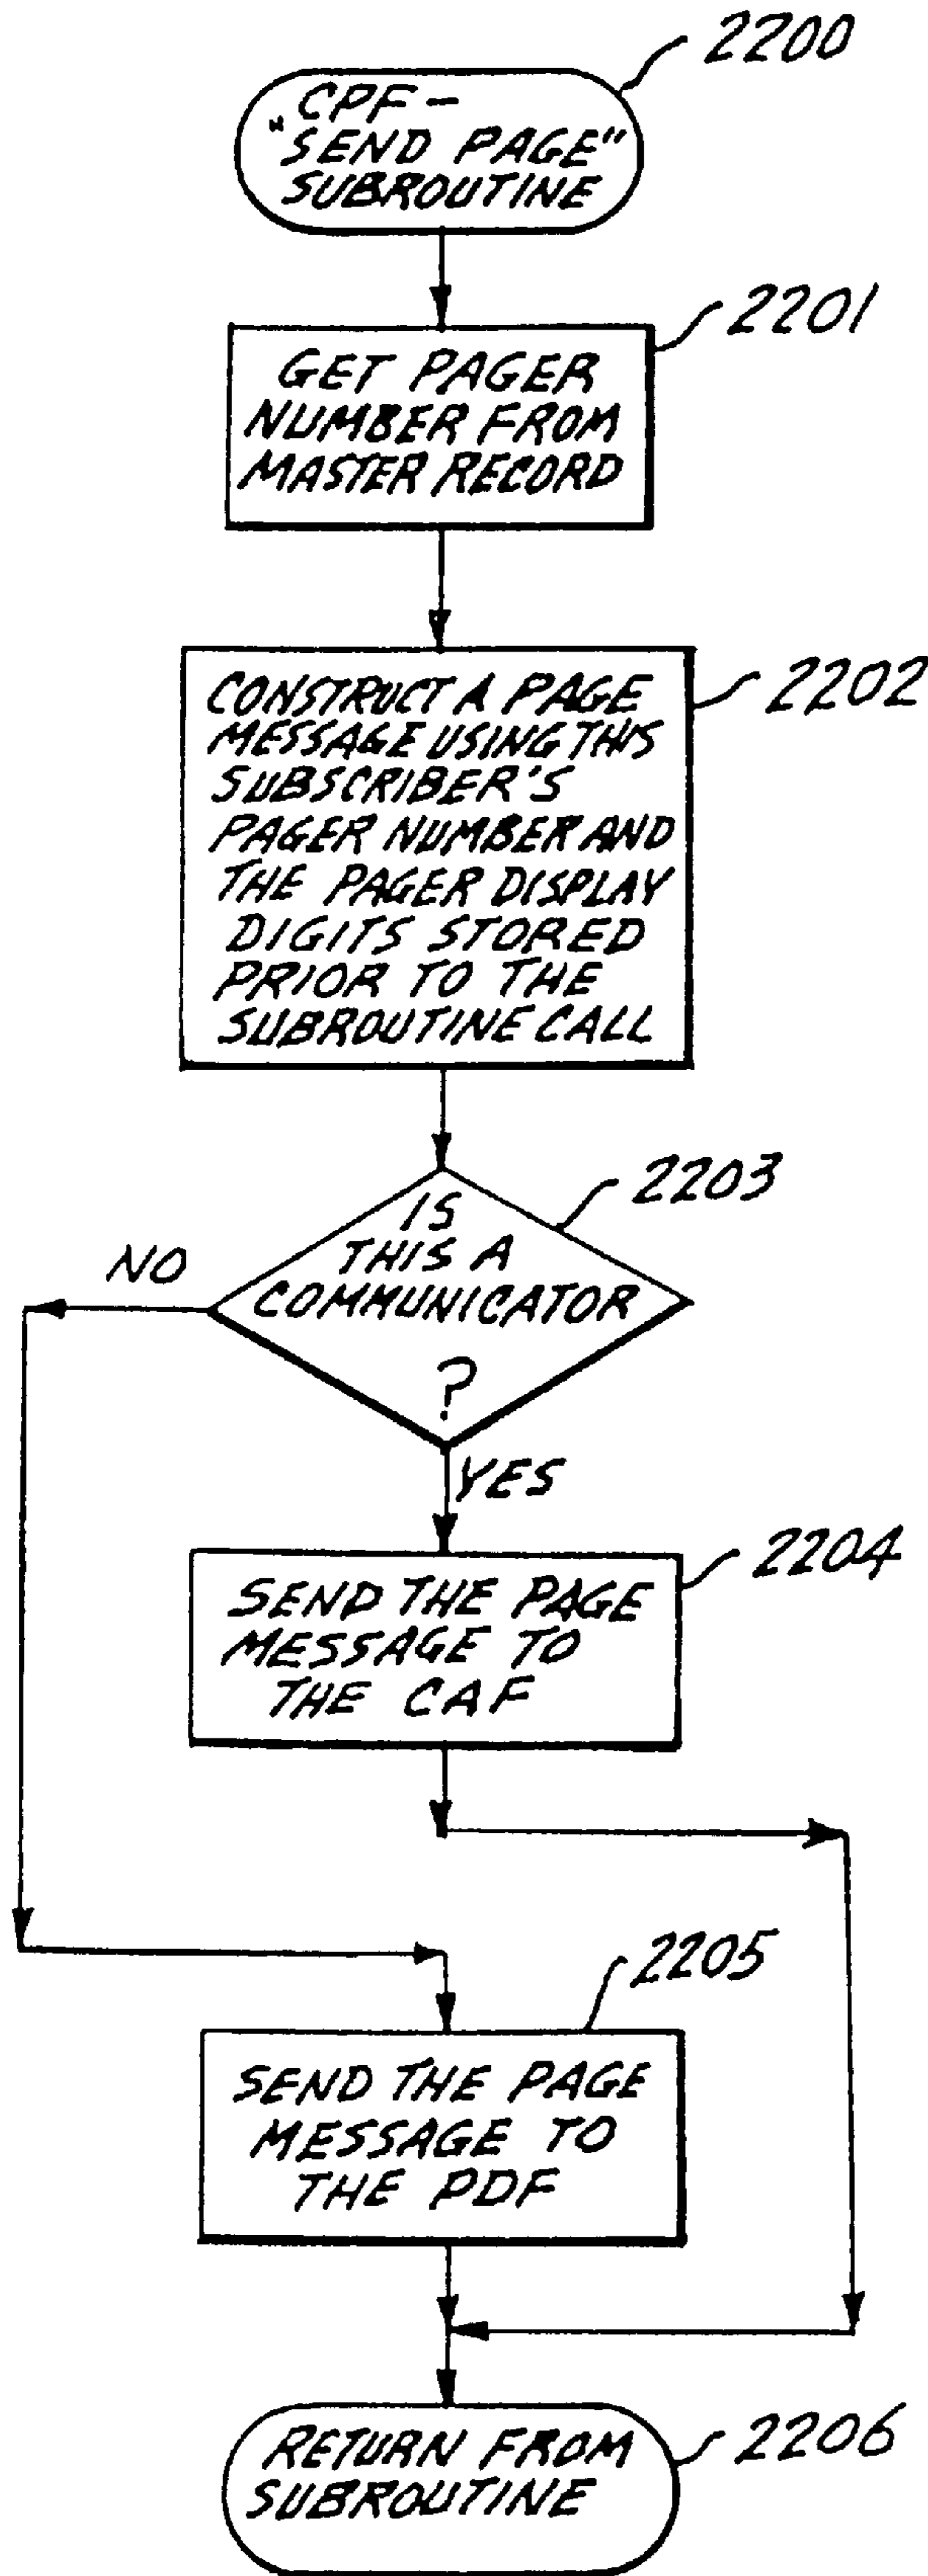 2200
CPF -
"SEND PAGE"
SUBROUTINE
2201
GET PAGER
NUMBER FROM
MASTER RECORD
2202
CONSTRUCT A PAGE
MESSAGE USING THIS
SUBSCRIBER'S
PAGER NUMBER AND
THE PAGER DISPLAY
DIGITS STORED
PRIOR TO THE
SUBROUTINE CALL
2203
IS
THIS A
COMMUNICATOR
?
NO
YES
2204
SEND THE PAGE
MESSAGE TO
THE CAF
2205
SEND THE PAGE
MESSAGE TO
THE PDF
2206
RETURN FROM
SUBROUTINE